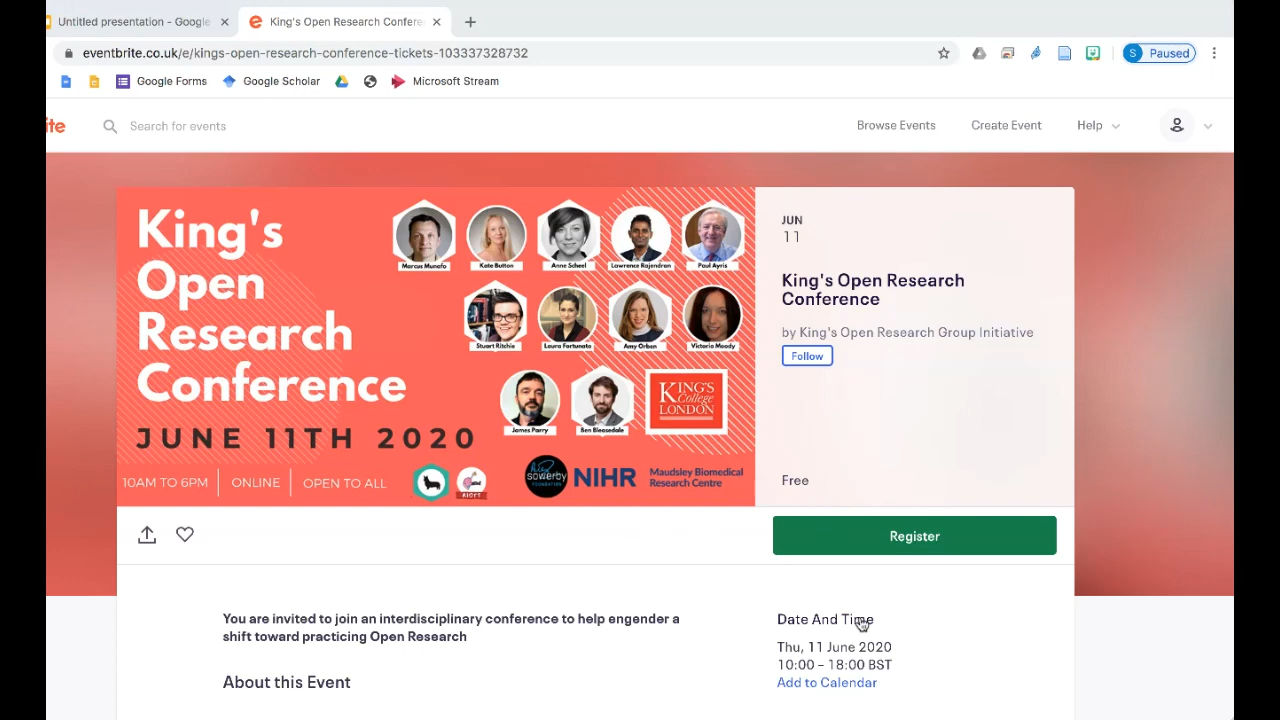 Untitled presentation - Google
King's Open Research Conferen
eventbrite.co.uk/e/kings-open-research-conference-tickets-103337328732
S Paused
Google Forms
Google Scholar
Microsoft Stream
ite
Search for events
Browse Events
Create Event
Help
King's
Open
Research
Conference
JUNE 11TH 2020
10AM TO 6PM
ONLINE
OPEN TO ALL
Marcus Munafo
Kate Button
Anne Scheel
Lawrence Rajendran
Paul Ayris
Stuart Ritchie
Laura Fortunato
Amy Orben
Victoria Moody
James Parry
Ben Bleasedale
KING'S
College
LONDON
RIOTS
sowerby
FOUNDATION
NIHR
Maudsley Biomedical
Research Centre
JUN
11
King's Open Research
Conference
by King's Open Research Group Initiative
Follow
Free
Register
You are invited to join an interdisciplinary conference to help engender a
shift toward practicing Open Research
About this Event
Date And Time
Thu, 11 June 2020
10:00 – 18:00 BST
Add to Calendar